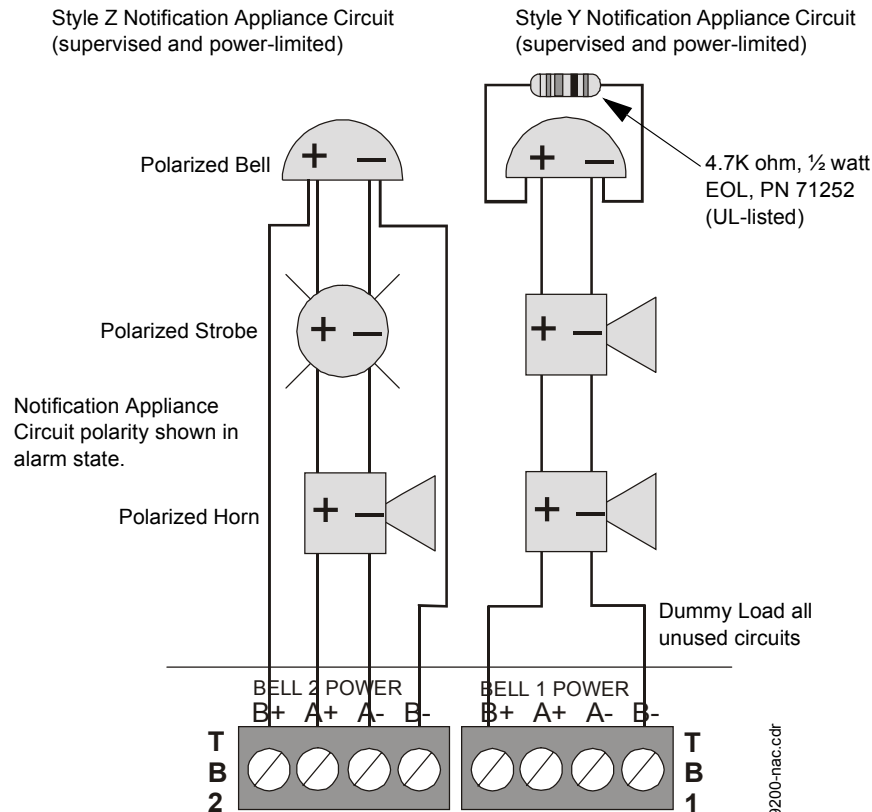 Style Z Notification Appliance Circuit
(supervised and power-limited)
Style Y Notification Appliance Circuit
(supervised and power-limited)
4.7K ohm, ½ watt
EOL, PN 71252
(UL-listed)
Polarized Bell
+ —
+ —
Polarized Strobe
+ —
+ —
Notification Appliance
Circuit polarity shown in
alarm state.
Polarized Horn
+ —
+ —
Dummy Load all
unused circuits
BELL 2 POWER
B+ A+ A- B-
BELL 1 POWER
B+ A+ A- B-
T
B
2
T
B
1
9200-nac.cdr